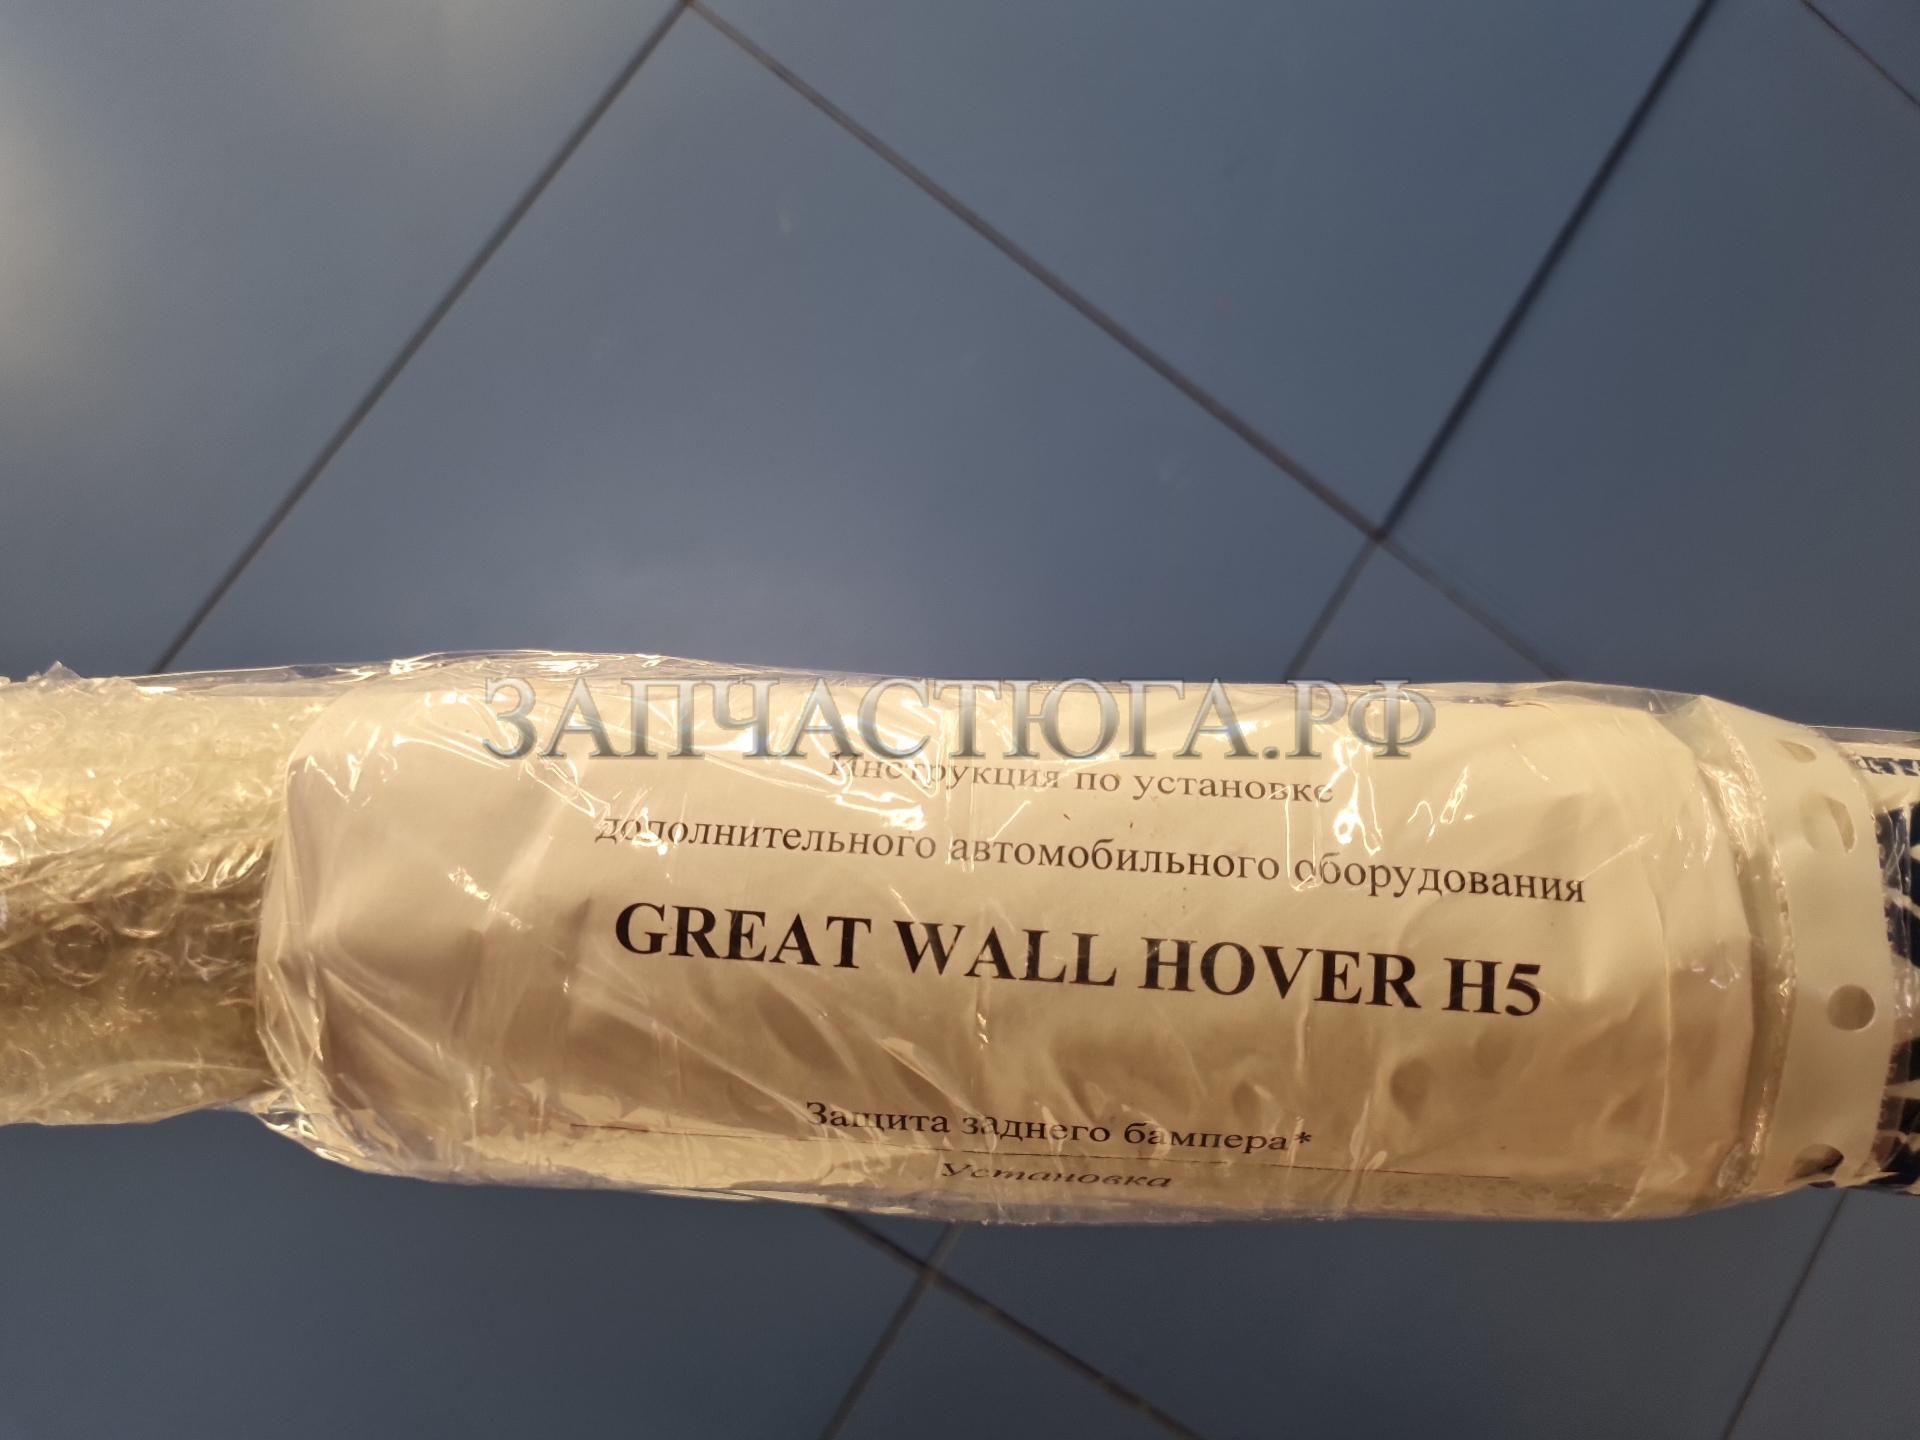 ЗАПЧАСТЮГА.РФ
Инструкция по установке
дополнительного автомобильного оборудования
GREAT WALL HOVER H5
Защита заднего бампера*
Установка